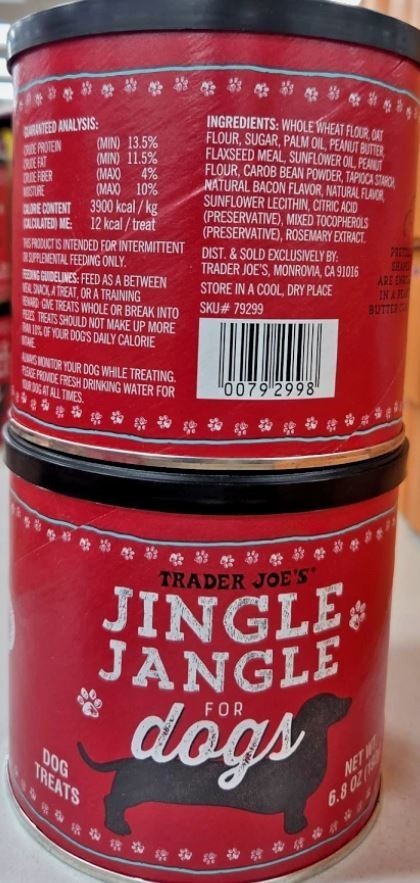 GUARANTEED ANALYSIS:
CRUDE PROTEIN (MIN) 13.5%
CRUDE FAT (MIN) 11.5%
CRUDE FIBER (MAX) 4%
MOISTURE (MAX) 10%
CALORIE CONTENT 3900 kcal / kg
(CALCULATED) ME: 12 kcal / treat
THIS PRODUCT IS INTENDED FOR INTERMITTENT
OR SUPPLEMENTAL FEEDING ONLY.
FEEDING GUIDELINES: FEED AS A BETWEEN
MEAL SNACK, A TREAT, OR A TRAINING
REWARD. GIVE TREATS WHOLE OR BREAK INTO
PIECES. TREATS SHOULD NOT MAKE UP MORE
THAN 10% OF YOUR DOG'S DAILY CALORIE
INTAKE.
ALWAYS MONITOR YOUR DOG WHILE TREATING.
PLEASE PROVIDE FRESH DRINKING WATER FOR
YOUR DOG AT ALL TIMES.
INGREDIENTS: WHOLE WHEAT FLOUR, OAT
FLOUR, SUGAR, PALM OIL, PEANUT BUTTER,
FLAXSEED MEAL, SUNFLOWER OIL, PEANUT
FLOUR, CAROB BEAN POWDER, TAPIOCA STARCH,
NATURAL BACON FLAVOR, NATURAL FLAVOR,
SUNFLOWER LECITHIN, CITRIC ACID
(PRESERVATIVE), MIXED TOCOPHEROLS
(PRESERVATIVE), ROSEMARY EXTRACT.
DIST. & SOLD EXCLUSIVELY BY:
TRADER JOE'S, MONROVIA, CA 91016
STORE IN A COOL, DRY PLACE
SKU# 79299
0079 2998
ARE
IN A
BUTTER
TRADER JOE'S®
JINGLE
JANGLE
FOR
dogs
DOG
TREATS
NET WT
6.8 OZ